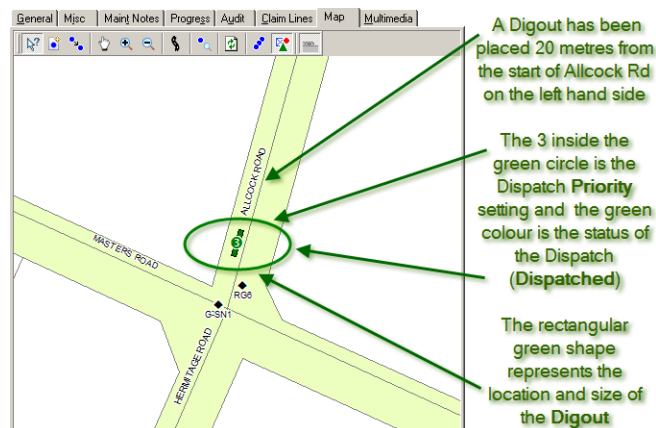 General Misc Maint Notes Progress Audit Claim Lines Map Multimedia
A Digout has been
placed 20 metres from
the start of Allcock Rd
on the left hand side
The 3 inside the
green circle is the
Dispatch Priority
setting and the green
colour is the status of
the Dispatch
(Dispatched)
The rectangular
green shape
represents the
location and size of
the Digout
ALLCOCK ROAD
3
MASTERS ROAD
RG6
G-SN1
HERMITAGE ROAD